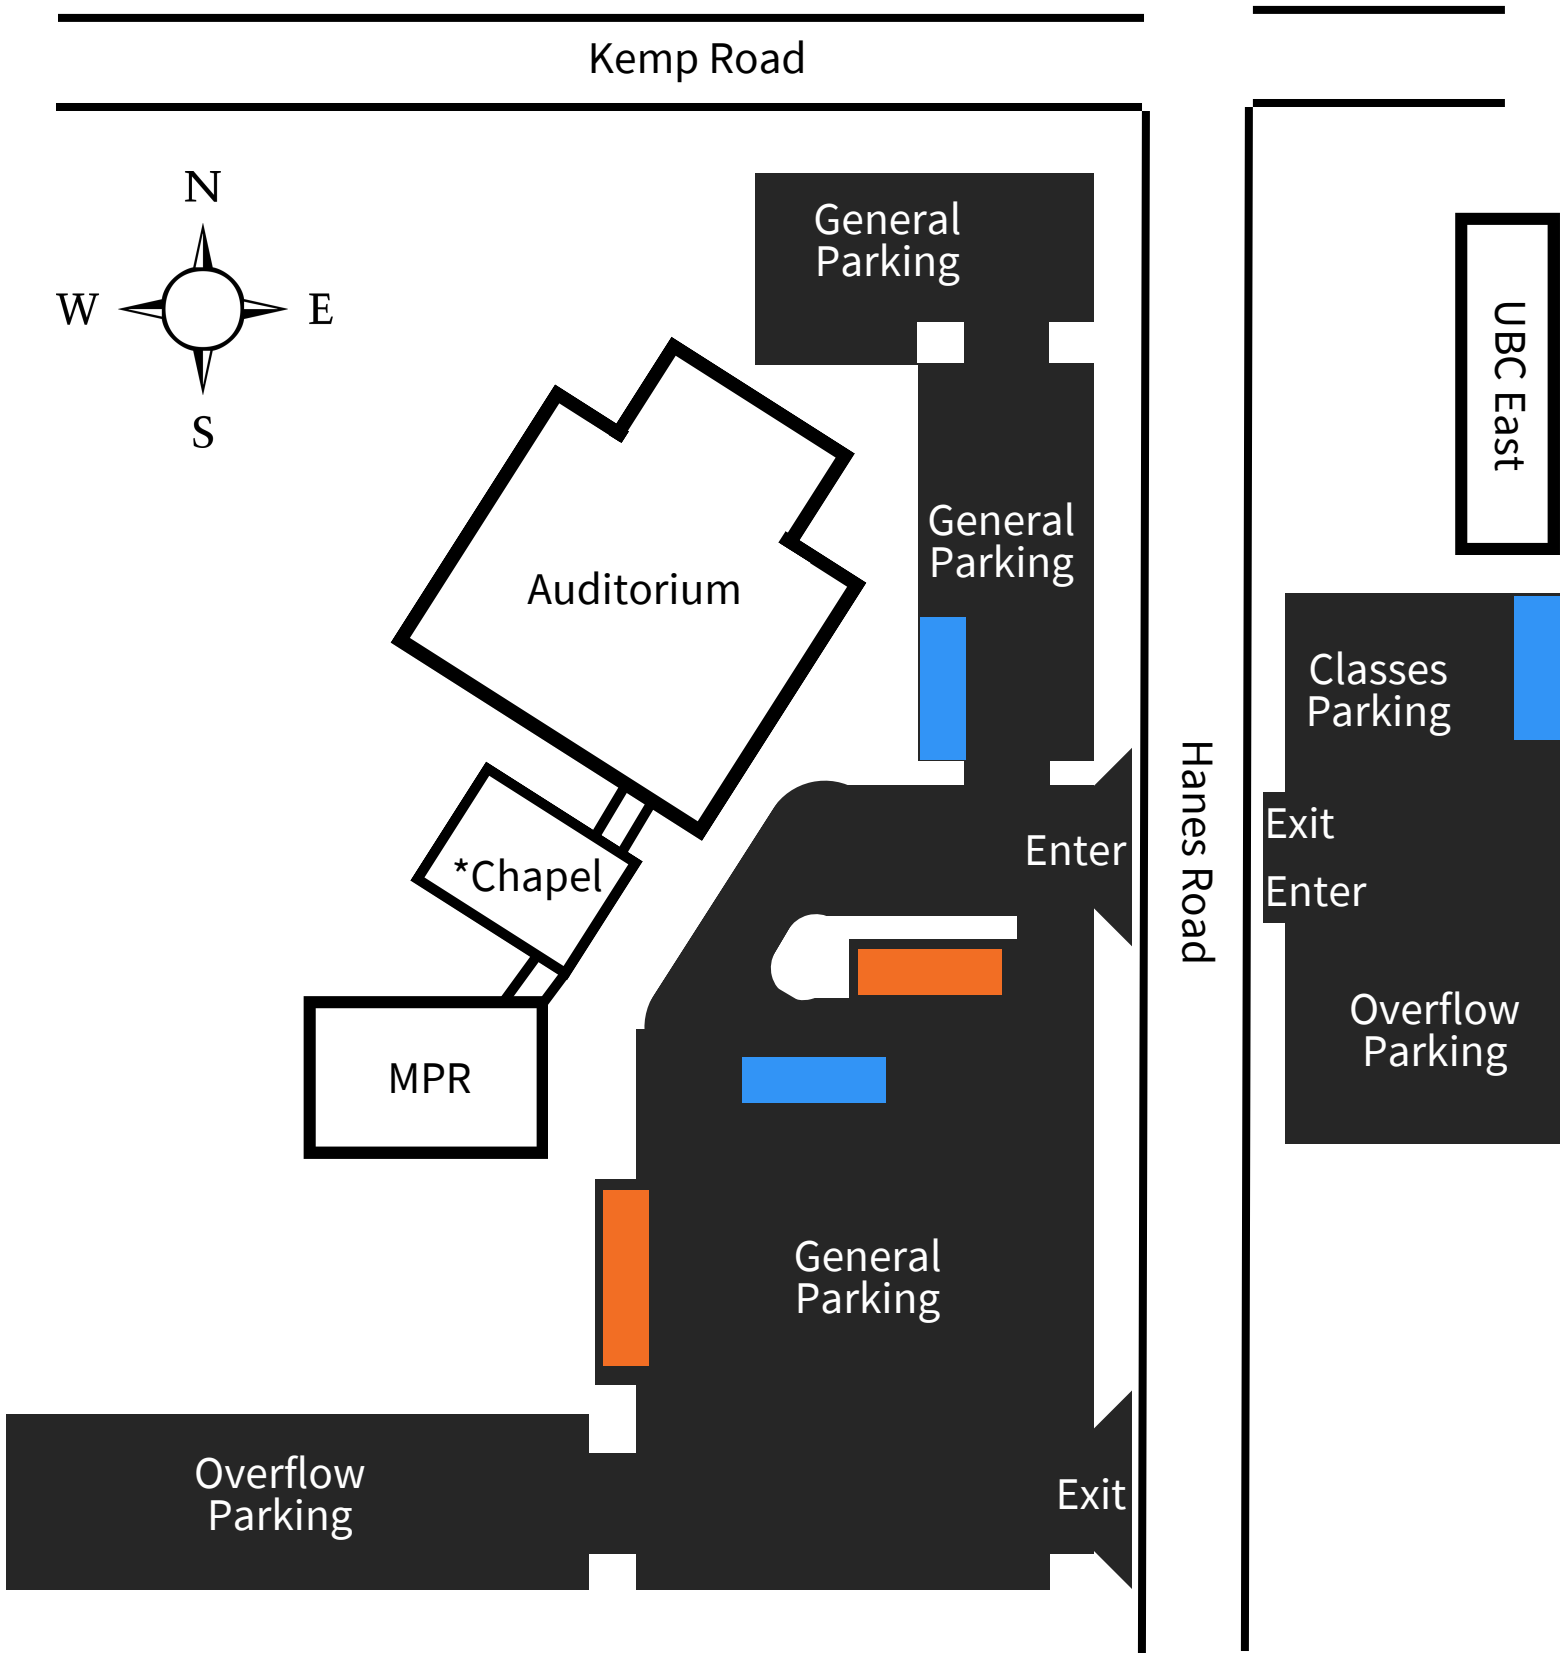 Kemp Road
N
W
E
S
General
Parking
UBC East
General
Parking
Auditorium
Classes
Parking
Hanes Road
Exit
Enter
*Chapel
Enter
Overflow
Parking
MPR
General
Parking
Overflow
Parking
Exit